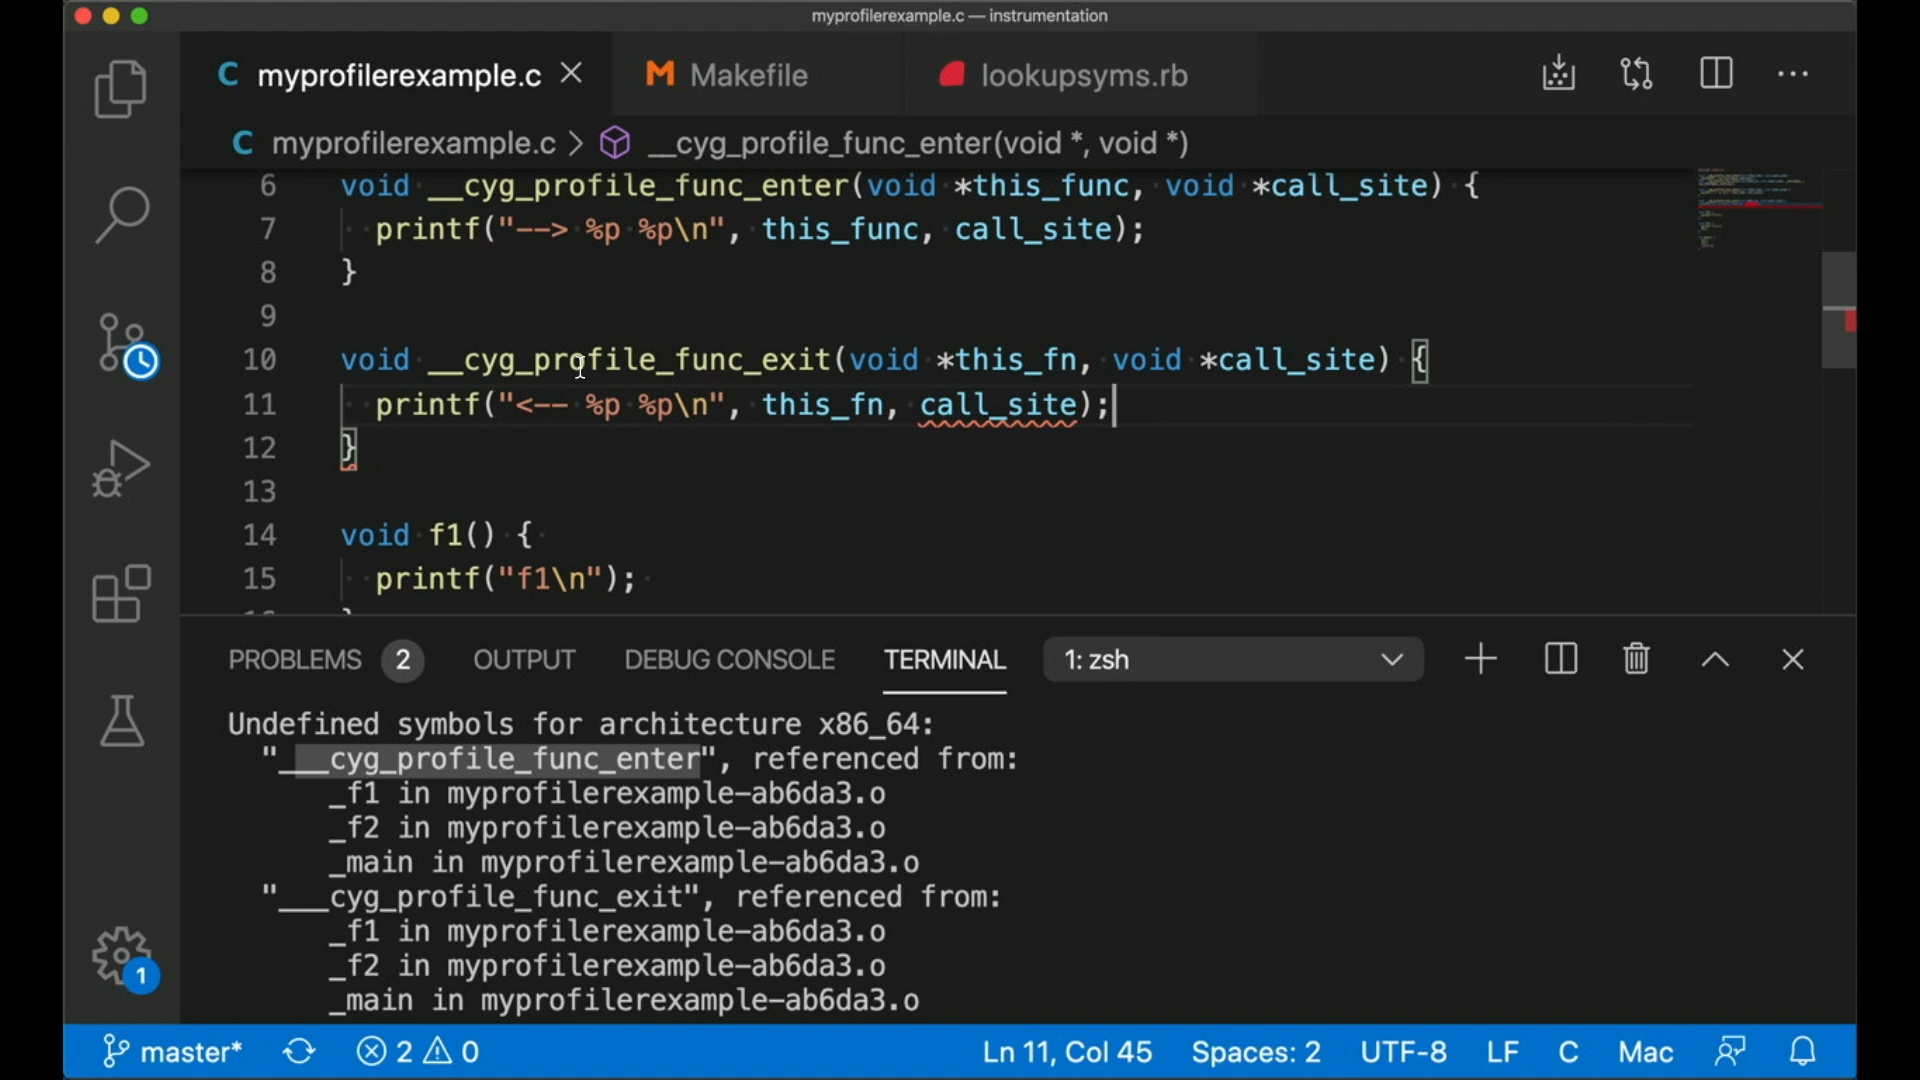 myprofilerexample.c — instrumentation
C myprofilerexample.c
M Makefile
lookupsyms.rb
C myprofilerexample.c > __cyg_profile_func_enter(void *, void *)
6 void __cyg_profile_func_enter(void *this_func, void *call_site) {
7 printf("--> %p %p\n", this_func, call_site);
8 }
9
10 void __cyg_profile_func_exit(void *this_fn, void *call_site) {
11 printf("<-- %p %p\n", this_fn, call_site);
12 }
13
14 void f1() {
15 printf("f1\n");
PROBLEMS 2 OUTPUT DEBUG CONSOLE TERMINAL 1: zsh
Undefined symbols for architecture x86_64:
"___cyg_profile_func_enter", referenced from:
_f1 in myprofilerexample-ab6da3.o
_f2 in myprofilerexample-ab6da3.o
_main in myprofilerexample-ab6da3.o
"___cyg_profile_func_exit", referenced from:
_f1 in myprofilerexample-ab6da3.o
_f2 in myprofilerexample-ab6da3.o
_main in myprofilerexample-ab6da3.o
1
master* 2 0 Ln 11, Col 45 Spaces: 2 UTF-8 LF C Mac